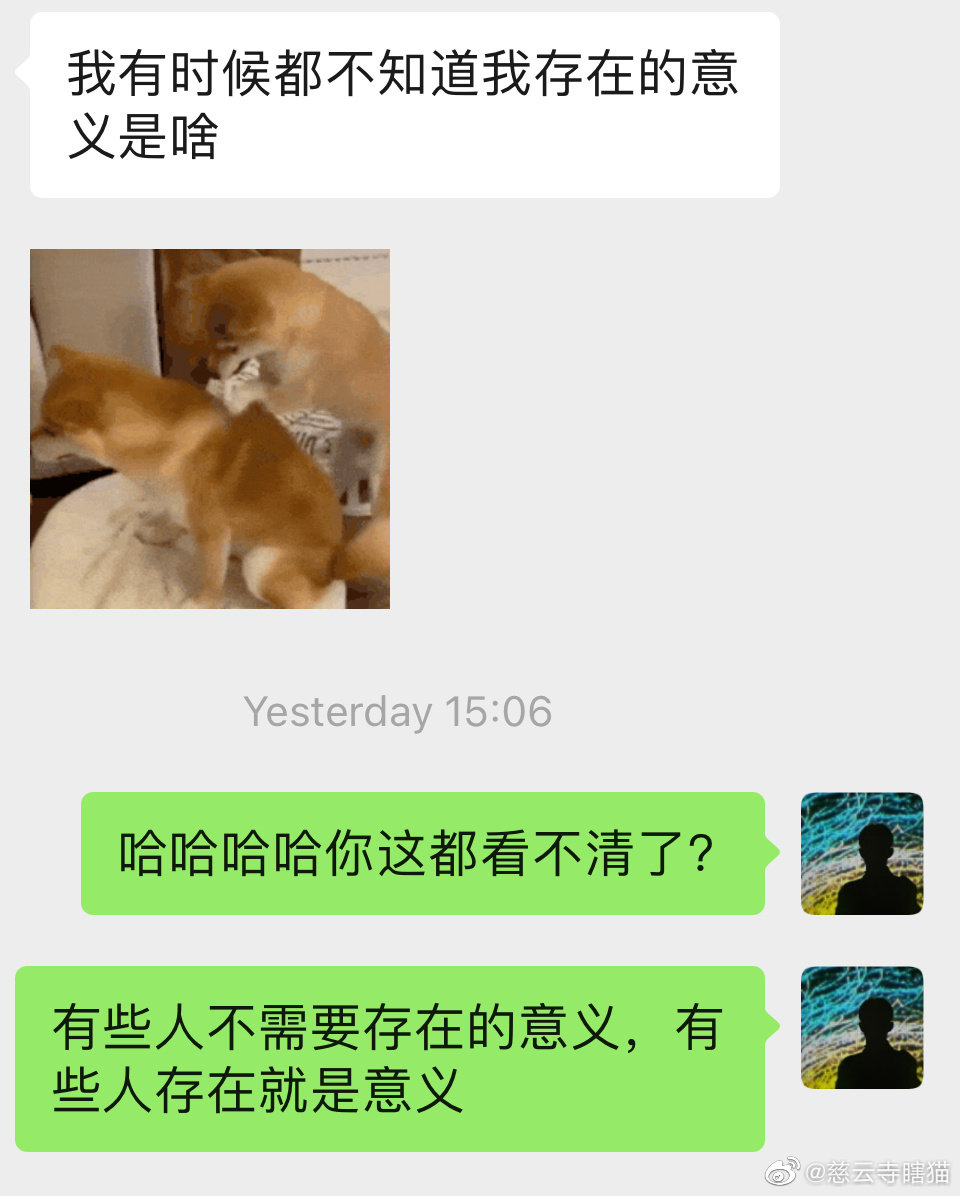 我有时候都不知道我存在的意
义是啥
Yesterday 15:06
哈哈哈哈你这都看不清了?
有些人不需要存在的意义，有
些人存在就是意义
@慈云寺瞎猫